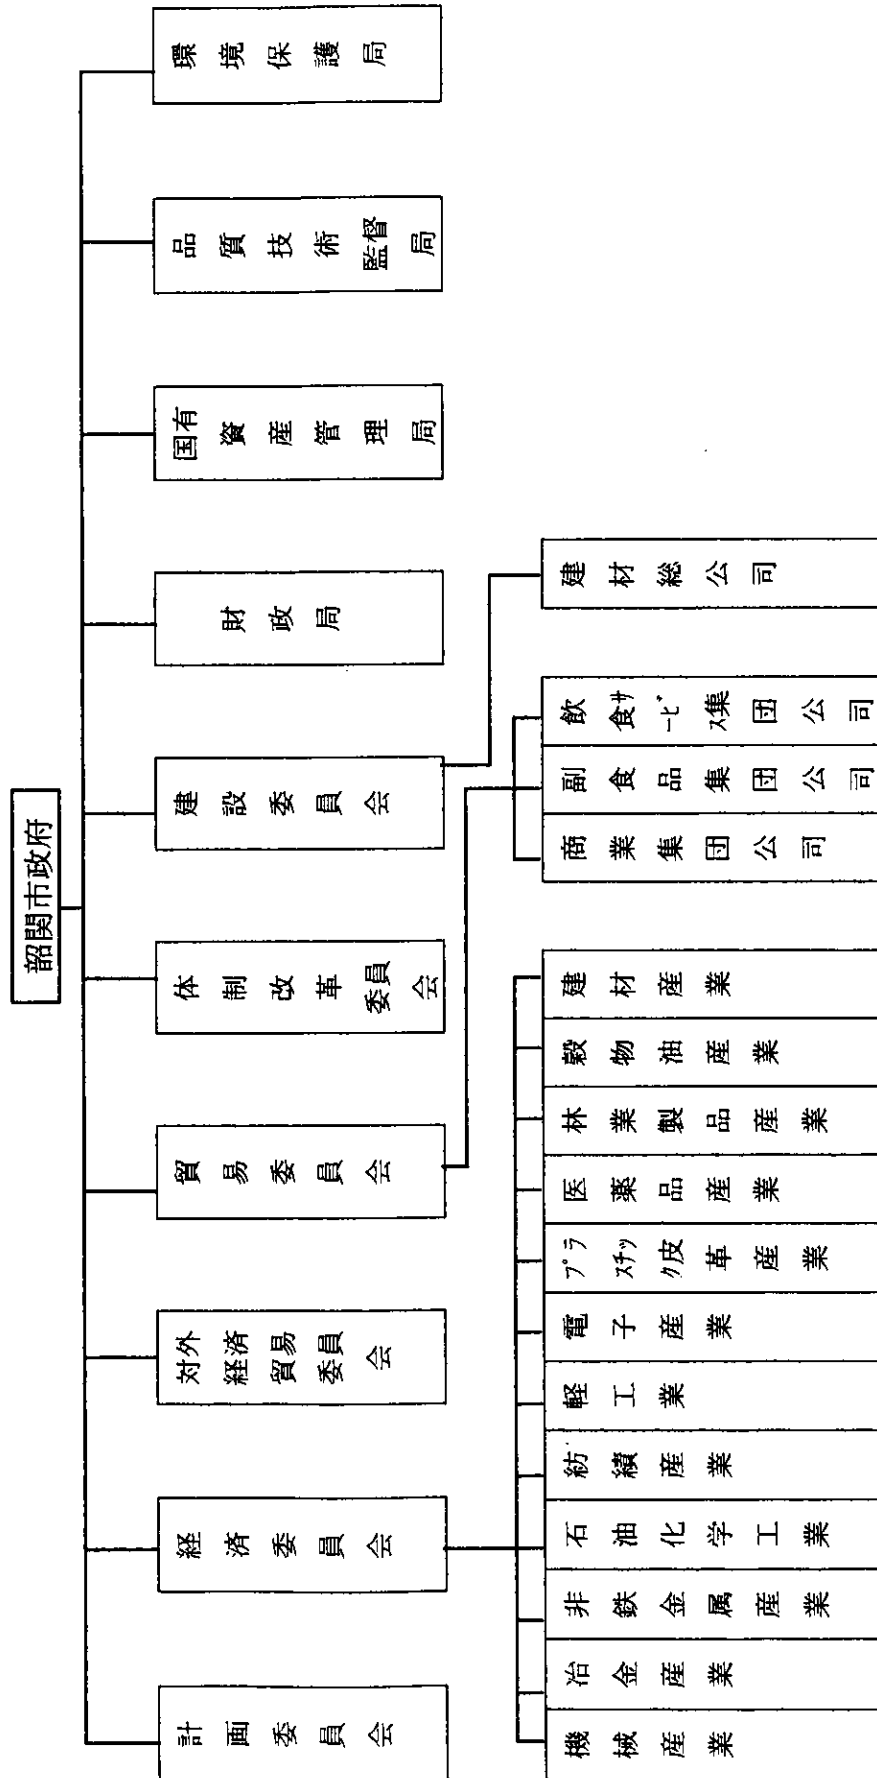 韶関市政府
計画委員会
経済委員会
対外経済貿易委員会
貿易委員会
体制改革委員会
建設委員会
財政局
国有資産管理局
品質技術監督局
環境保護局
機械産業
冶金産業
非鉄金属産業
石油化学工業
紡績産業
軽工業
電子産業
プラスチック皮革産業
医薬品産業
林業製品産業
穀物油産業
建材産業
商業集団公司
副食品集団公司
飲食サービス集団公司
建材総公司